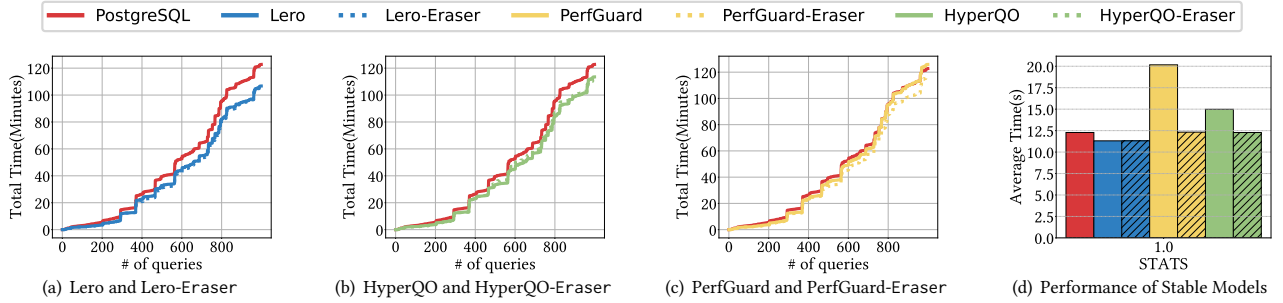 PostgreSQL Lero Lero-Eraser PerfGuard PerfGuard-Eraser HyperQO HyperQO-Eraser
Total Time(Minutes)
120
100
80
60
40
20
0
0 200 400 600 800
# of queries
(a) Lero and Lero-Eraser
Total Time(Minutes)
120
100
80
60
40
20
0
0 200 400 600 800
# of queries
(b) HyperQO and HyperQO-Eraser
Total Time(Minutes)
120
100
80
60
40
20
0
0 200 400 600 800
# of queries
(c) PerfGuard and PerfGuard-Eraser
Average Time(s)
20.0
17.5
15.0
12.5
10.0
7.5
5.0
2.5
0.0
1.0
STATS
(d) Performance of Stable Models